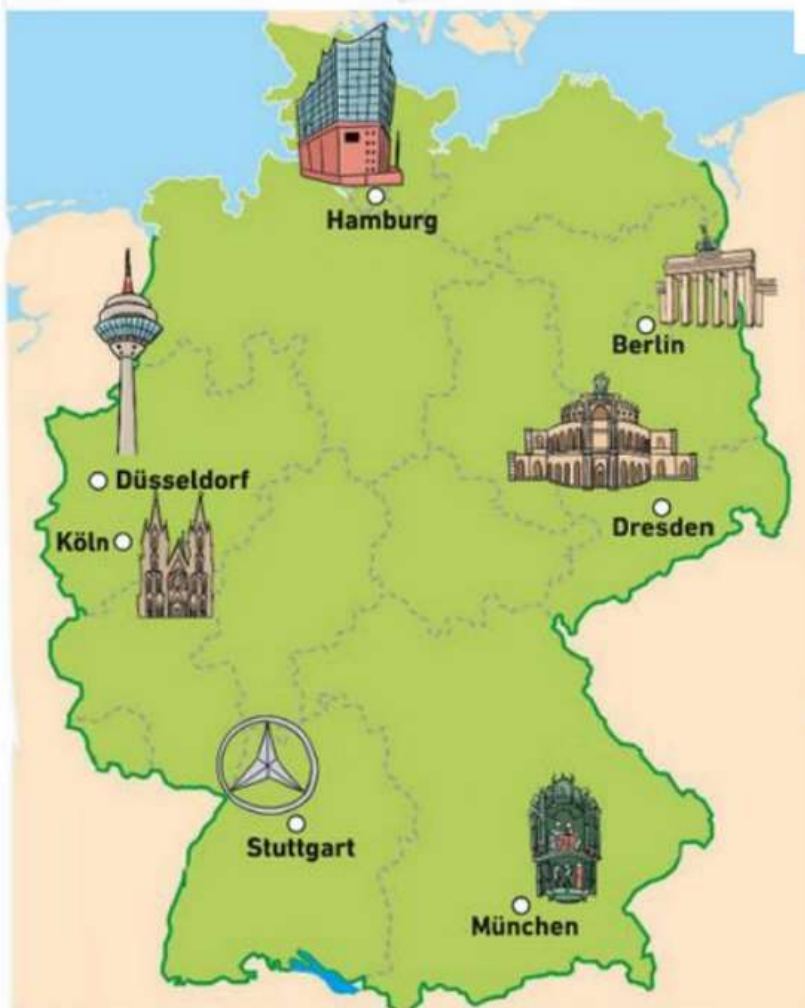 Hamburg
Berlin
Düsseldorf
Dresden
Köln
Stuttgart
München